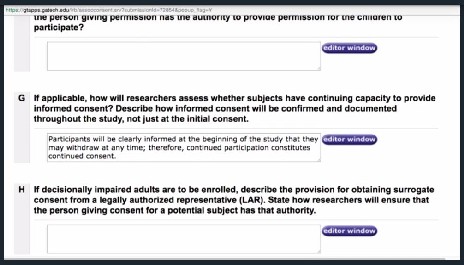 the person giving permission has the authority to provide permission for the children to
participate?
editor window
G If applicable, how will researchers assess whether subjects have continuing capacity to provide
informed consent? Describe how informed consent will be confirmed and documented
throughout the study, not just at the initial consent.
Participants will be clearly informed at the beginning of the study that they
may withdraw at any time; therefore, continued participation constitutes
continued consent.
editor window
H If decisionally impaired adults are to be enrolled, describe the provision for obtaining surrogate
consent from a legally authorized representative (LAR). State how researchers will ensure that
the person giving consent for a potential subject has that authority.
editor window